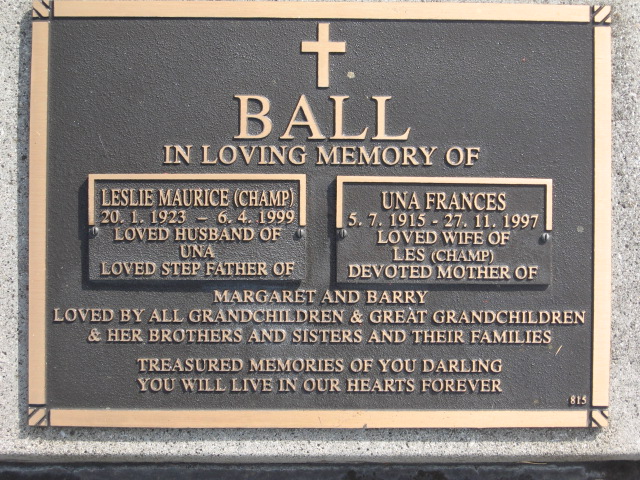 BALL
IN LOVING MEMORY OF
LESLIE MAURICE (CHAMP)
20. 1. 1923 – 6. 4. 1999
LOVED HUSBAND OF
UNA
LOVED STEP FATHER OF
UNA FRANCES
5. 7. 1915 - 27. 11. 1997
LOVED WIFE OF
LES (CHAMP)
DEVOTED MOTHER OF
MARGARET AND BARRY
LOVED BY ALL GRANDCHILDREN & GREAT GRANDCHILDREN
& HER BROTHERS AND SISTERS AND THEIR FAMILIES
TREASURED MEMORIES OF YOU DARLING
YOU WILL LIVE IN OUR HEARTS FOREVER
815